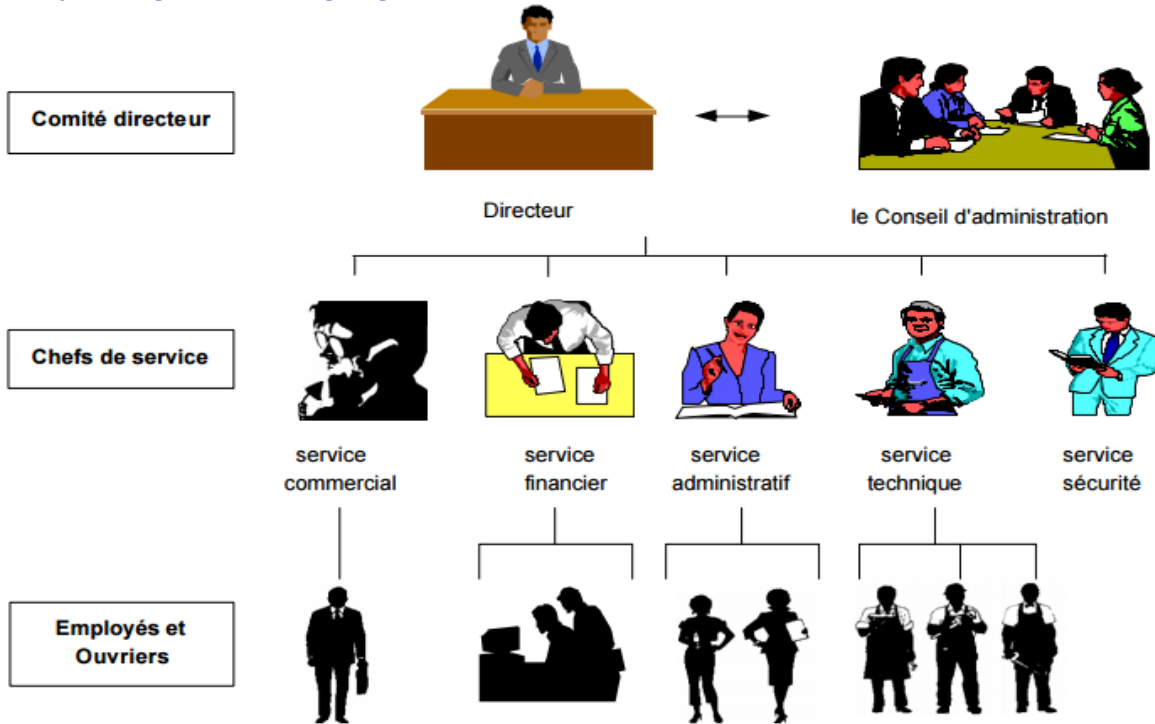 Comité directeur
Directeur
le Conseil d'administration
Chefs de service
service
commercial
service
financier
service
administratif
service
technique
service
sécurité
Employés et
Ouvriers